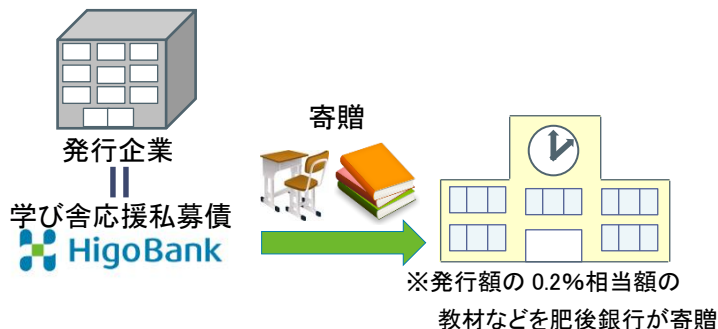 発行企業
||
学び舎応援私募債
HigoBank
寄贈
※発行額の 0.2%相当額の
教材などを肥後銀行が寄贈